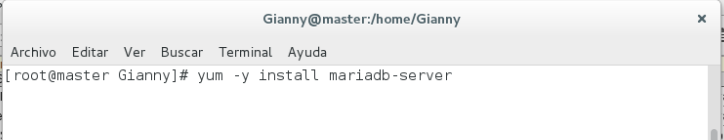 Gianny@master:/home/Gianny
Archivo Editar Ver Buscar Terminal Ayuda
[root@master Gianny]# yum -y install mariadb-server